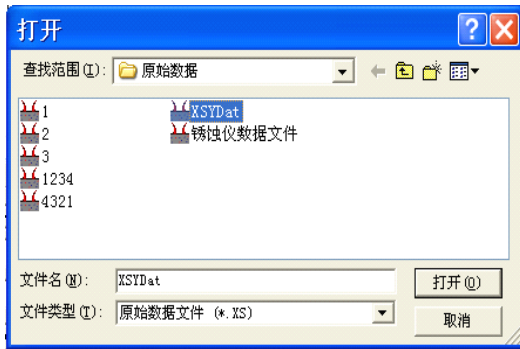 打开
查找范围(I): 原始数据
1
2
3
1234
4321
XSYDat
锈蚀仪数据文件
文件名(N): XSYDat 打开(O)
文件类型(T): 原始数据文件 (*.XS) 取消